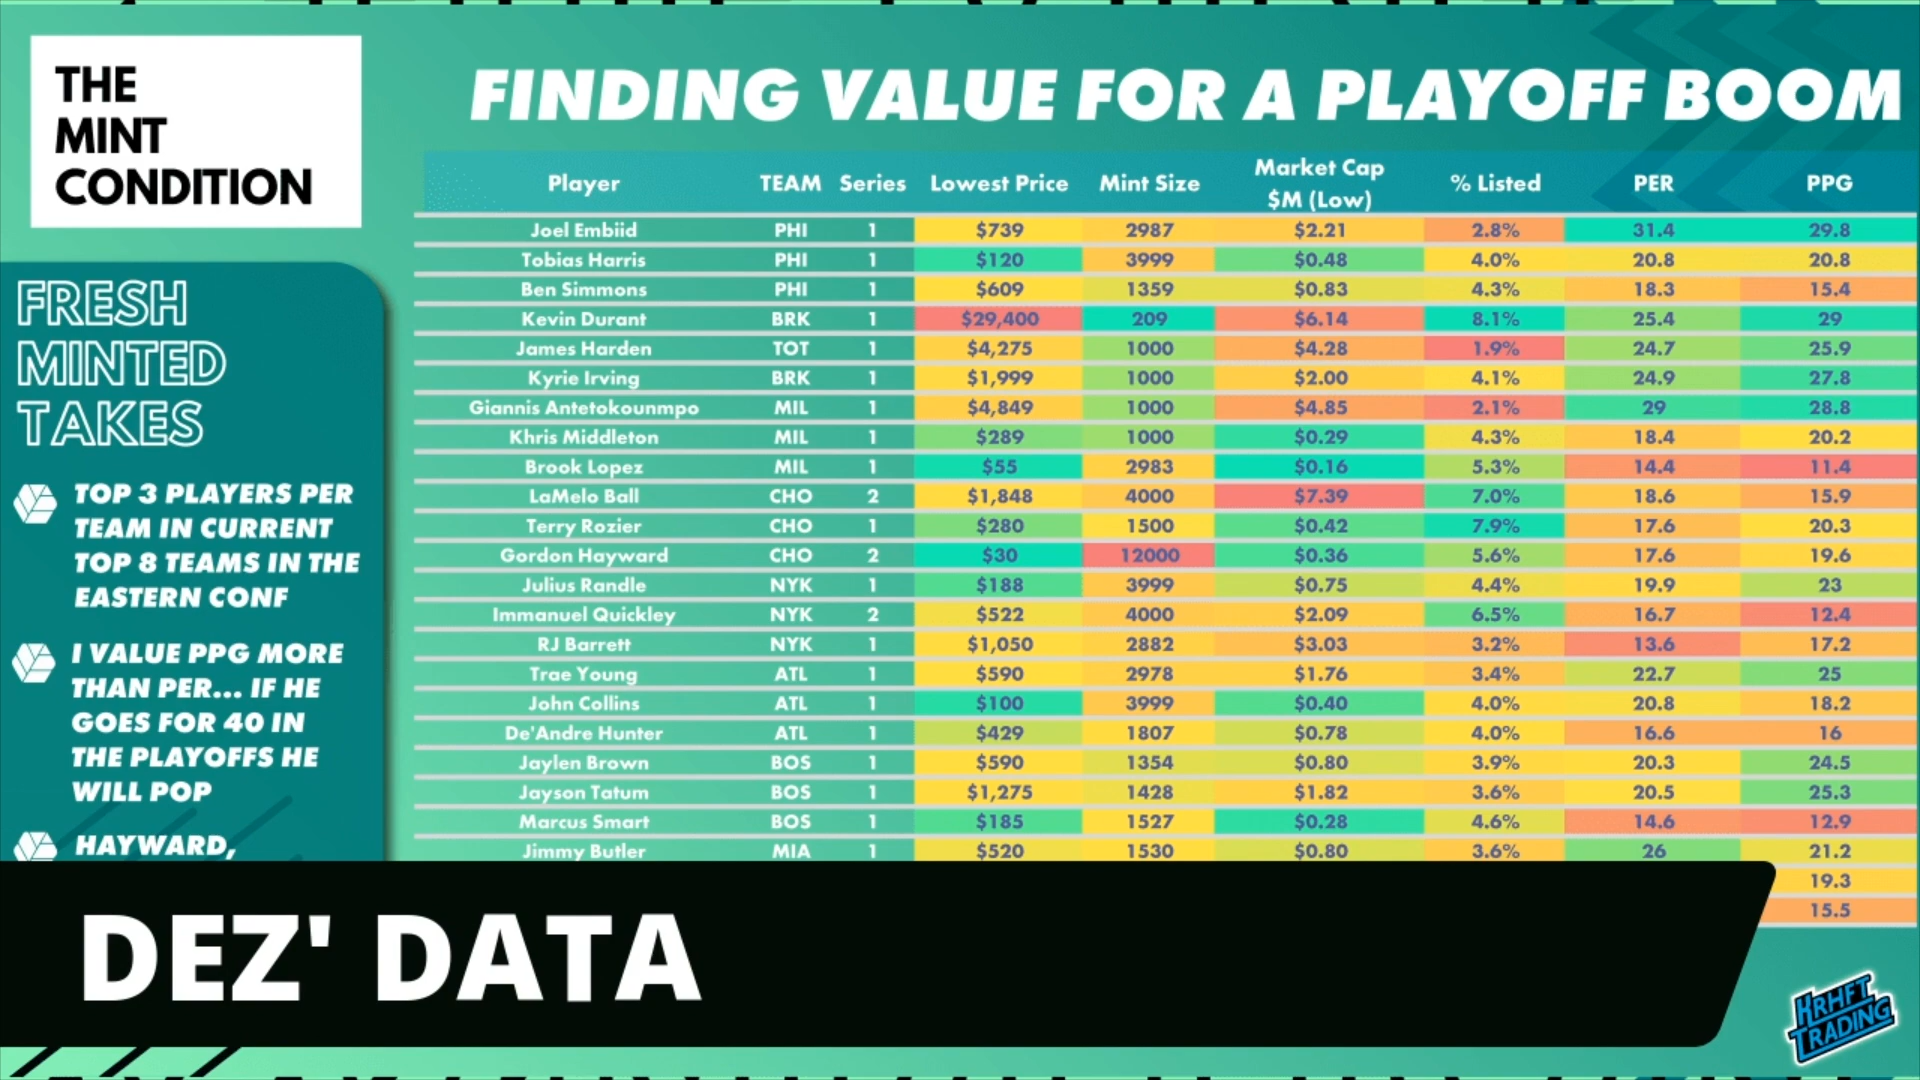 THE
MINT
CONDITION
FINDING VALUE FOR A PLAYOFF BOOM
FRESH
MINTED
TAKES
TOP 3 PLAYERS PER
TEAM IN CURRENT
TOP 8 TEAMS IN THE
EASTERN CONF
I VALUE PPG MORE
THAN PER... IF HE
GOES FOR 40 IN
THE PLAYOFFS HE
WILL POP
HAYWARD,
Player TEAM Series Lowest Price Mint Size Market Cap $M (Low) % Listed PER PPG
Joel Embiid PHI 1 $739 2987 $2.21 2.8% 31.4 29.8
Tobias Harris PHI 1 $120 3999 $0.48 4.0% 20.8 20.8
Ben Simmons PHI 1 $609 1359 $0.83 4.3% 18.3 15.4
Kevin Durant BRK 1 $29,400 209 $6.14 8.1% 25.4 29
James Harden TOT 1 $4,275 1000 $4.28 1.9% 24.7 25.9
Kyrie Irving BRK 1 $1,999 1000 $2.00 4.1% 24.9 27.8
Giannis Antetokounmpo MIL 1 $4,849 1000 $4.85 2.1% 29 28.8
Khris Middleton MIL 1 $289 1000 $0.29 4.3% 18.4 20.2
Brook Lopez MIL 1 $55 2983 $0.16 5.3% 14.4 11.4
LaMelo Ball CHO 2 $1,848 4000 $7.39 7.0% 18.6 15.9
Terry Rozier CHO 1 $280 1500 $0.42 7.9% 17.6 20.3
Gordon Hayward CHO 2 $30 12000 $0.36 5.6% 17.6 19.6
Julius Randle NYK 1 $188 3999 $0.75 4.4% 19.9 23
Immanuel Quickley NYK 2 $522 4000 $2.09 6.5% 16.7 12.4
RJ Barrett NYK 1 $1,050 2882 $3.03 3.2% 13.6 17.2
Trae Young ATL 1 $590 2978 $1.76 3.4% 22.7 25
John Collins ATL 1 $100 3999 $0.40 4.0% 20.8 18.2
De'Andre Hunter ATL 1 $429 1807 $0.78 4.0% 16.6 16
Jaylen Brown BOS 1 $590 1354 $0.80 3.9% 20.3 24.5
Jayson Tatum BOS 1 $1,275 1428 $1.82 3.6% 20.5 25.3
Marcus Smart BOS 1 $185 1527 $0.28 4.6% 14.6 12.9
Jimmy Butler MIA 1 $520 1530 $0.80 3.6% 26 21.2
19.3
15.5
DEZ' DATA
KRHFT
TRADING